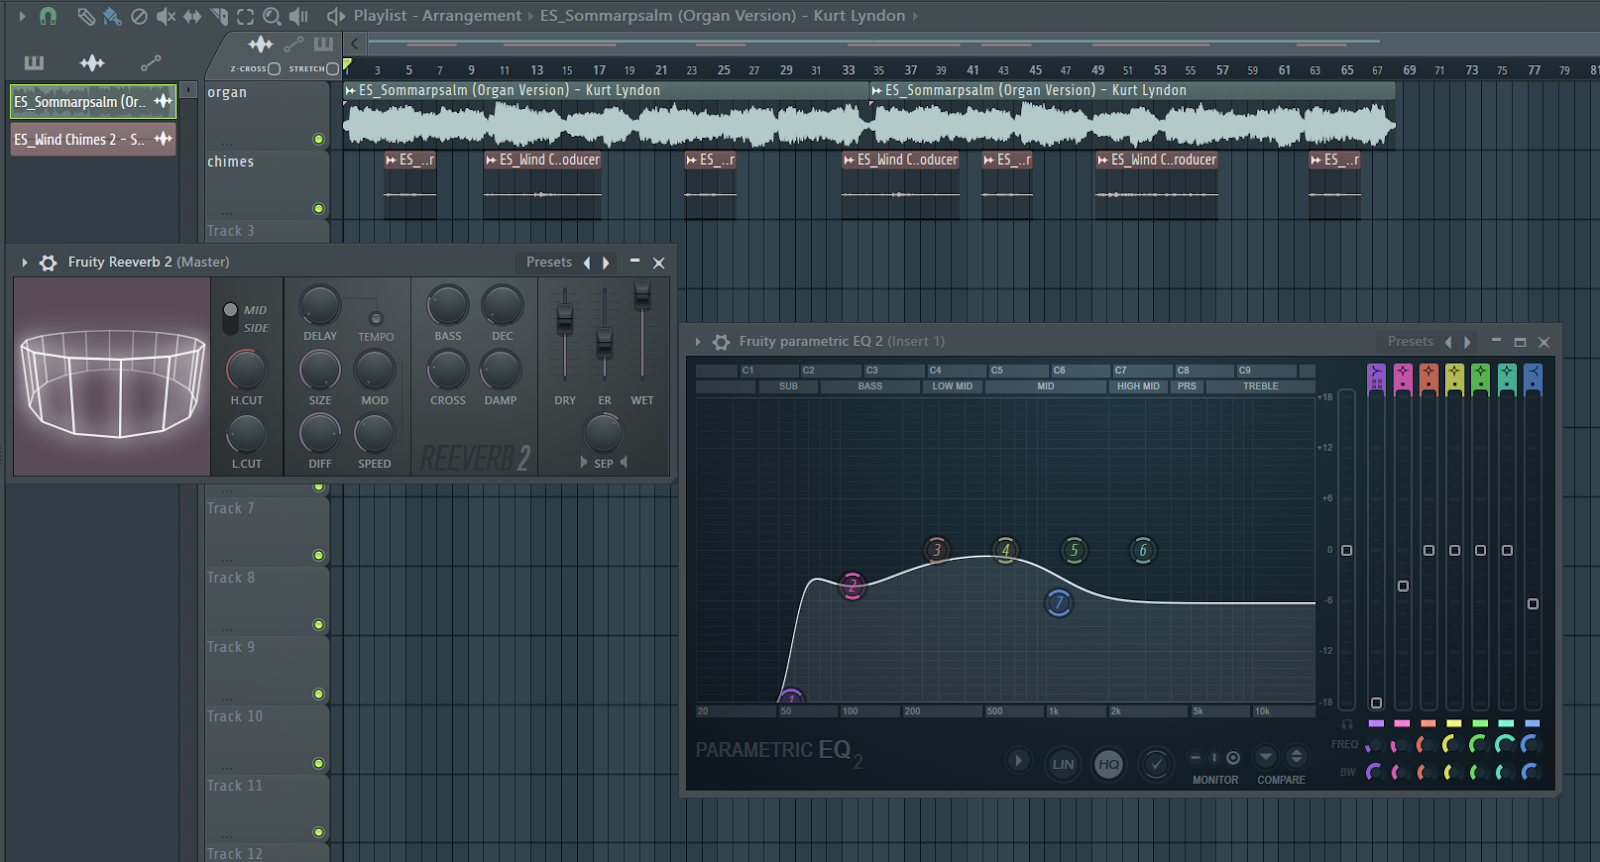 Playlist - Arrangement › ES_Sommarpsalm (Organ Version) - Kurt Lyndon ›
Z-CROSS STRETCH
1 3 5 7 9 11 13 15 17 19 21 23 25 27 29 31 33 35 37 39 41 43 45 47 49 51 53 55 57 59 61 63 65 67 69 71 73 75 77 79 81
ES_Sommarpsalm (Or..
ES_Wind Chimes 2 - S..
organ
...
ES_Sommarpsalm (Organ Version) - Kurt Lyndon
ES_Sommarpsalm (Organ Version) - Kurt Lyndon
chimes
...
ES_..r
ES_Wind C..oducer
ES_..r
ES_Wind C..oducer
ES_..r
ES_Wind C..roducer
ES_..r
Track 3
Fruity Reeverb 2 (Master)
Presets
MID
SIDE
H.CUT
L.CUT
DELAY
TEMPO
SIZE
MOD
DIFF
SPEED
BASS
DEC
CROSS
DAMP
REEVERB 2
DRY
ER
WET
SEP
...
Track 7
...
Track 8
...
Track 9
...
Track 10
...
Track 11
...
Track 12
Fruity parametric EQ 2 (Insert 1)
Presets
C1 C2 C3 C4 C5 C6 C7 C8 C9
SUB BASS LOW MID MID HIGH MID PRS TREBLE
+18
+12
+6
0
-6
-12
-18
1
2
3
4
5
6
7
20 50 100 200 500 1k 2k 5k 10k
PARAMETRIC EQ 2
LIN
HQ
MONITOR
COMPARE
FREQ
BW